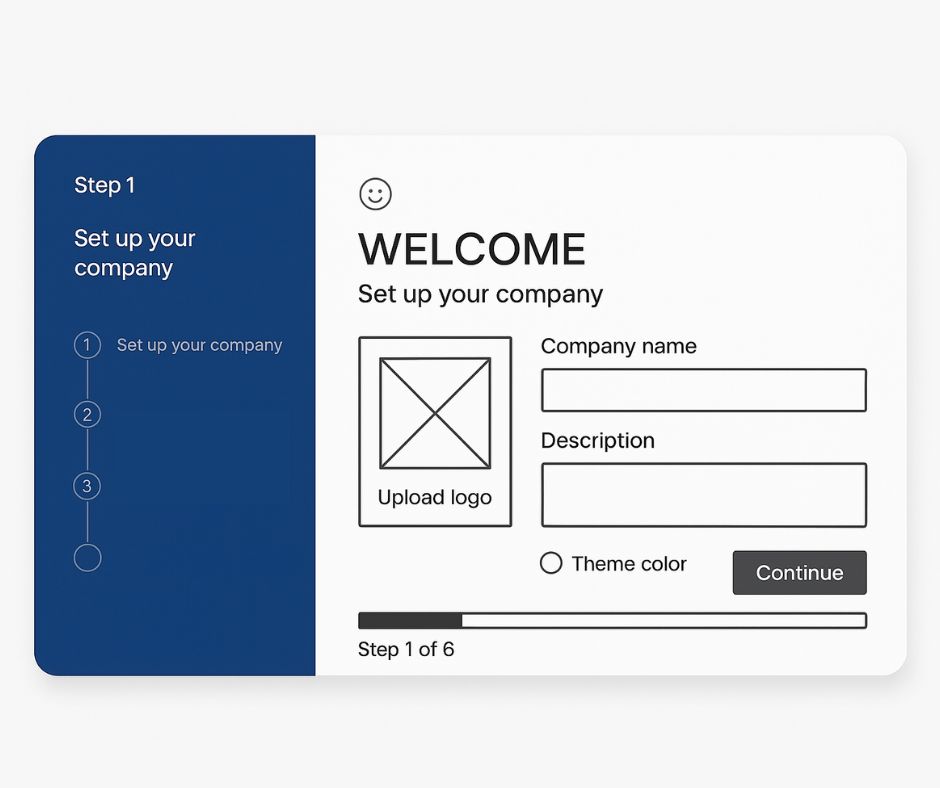 Step 1
Set up your
company
1 Set up your company
2
3
WELCOME
Set up your company
Upload logo
Company name
Description
Theme color
Continue
Step 1 of 6